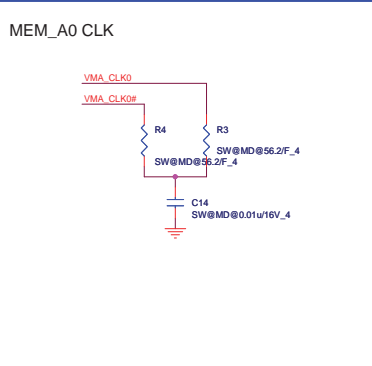 MEM_A0 CLK
VMA_CLK0
VMA_CLK0#
R4
R3
SW@MD@56.2/F_4
SW@MD@56.2/F_4
C14
SW@MD@0.01u/16V_4